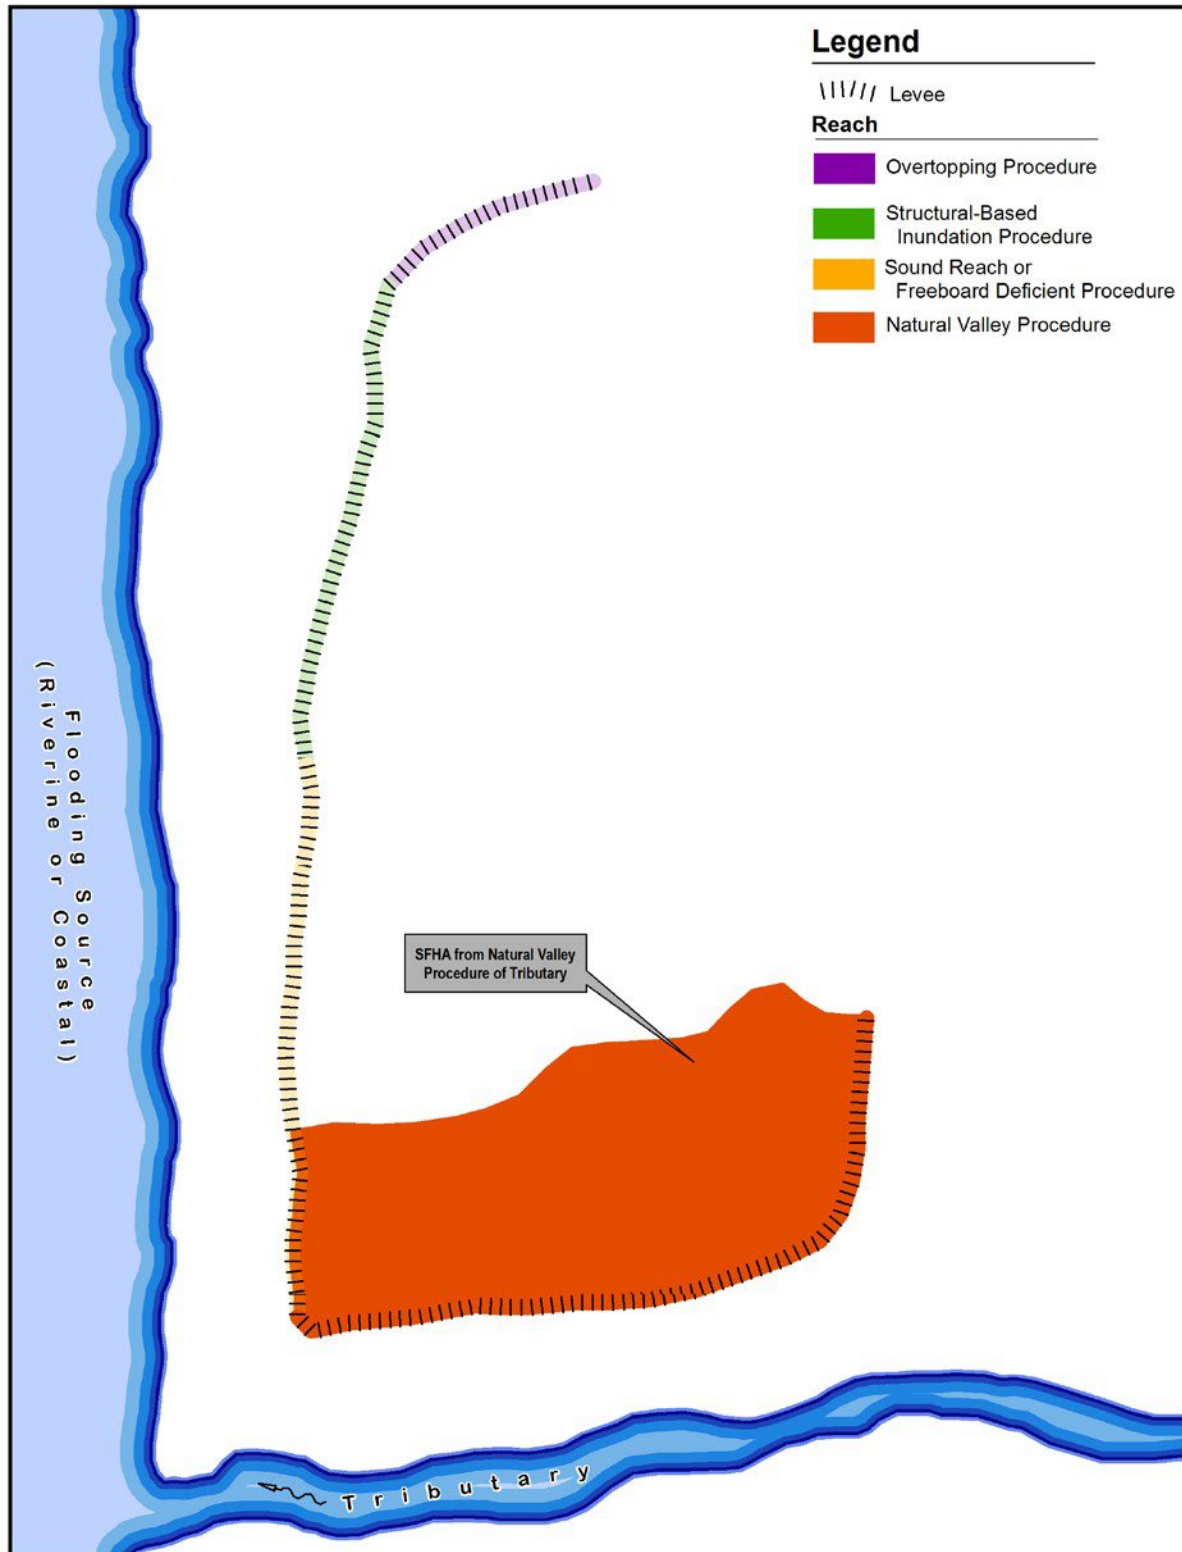 Legend
Levee
Reach
Overtopping Procedure
Structural-Based
Inundation Procedure
Sound Reach or
Freeboard Deficient Procedure
Natural Valley Procedure
Flooding Source
(Riverine or Coastal)
SFHA from Natural Valley
Procedure of Tributary
Tributary